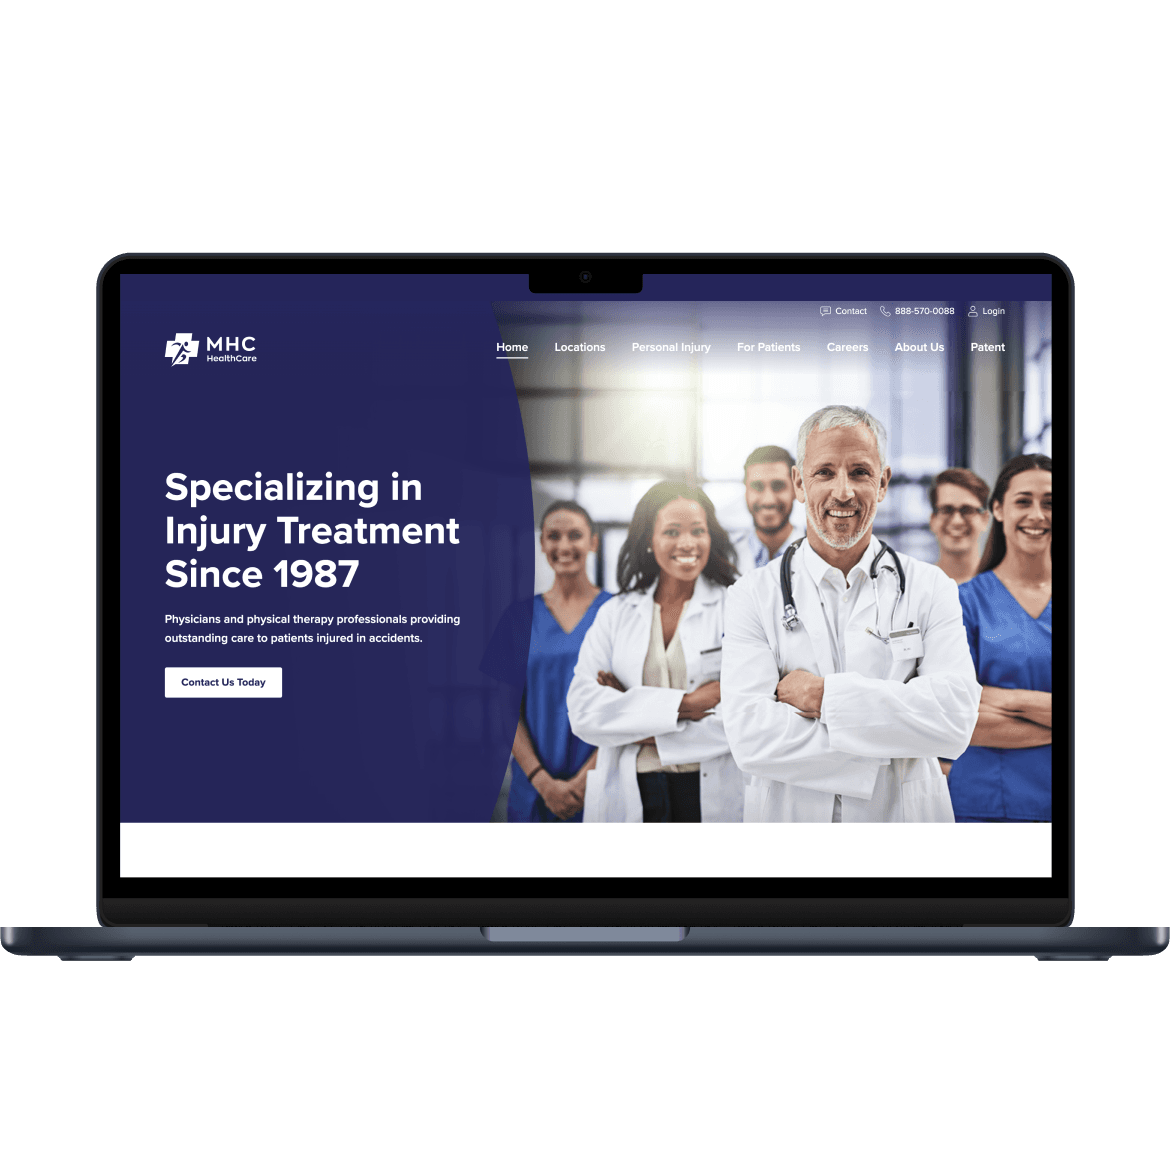 Contact 888-570-0088 Login
MHC
HealthCare
Home Locations Personal Injury For Patients Careers About Us Patent
Specializing in
Injury Treatment
Since 1987
Physicians and physical therapy professionals providing
outstanding care to patients injured in accidents.
Contact Us Today